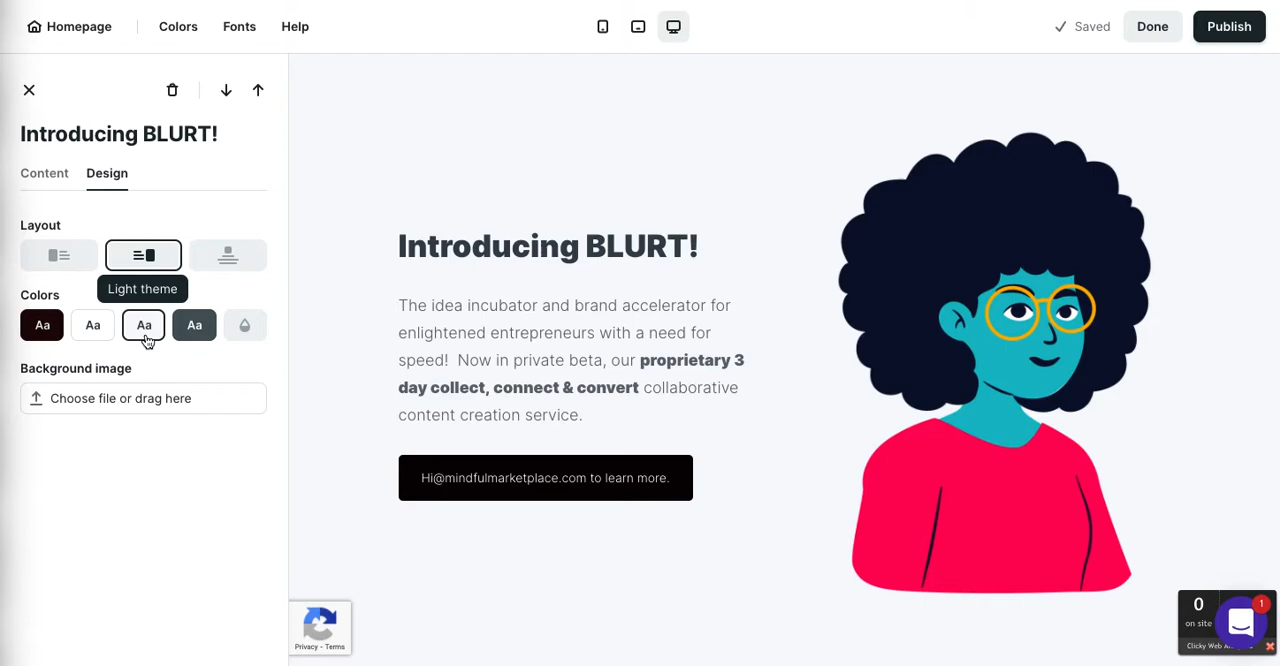 Homepage
Colors
Fonts
Help
Saved
Done
Publish
Introducing BLURT!
Content
Design
Layout
Light theme
Colors
Aa
Aa
Aa
Aa
Background image
Choose file or drag here
Introducing BLURT!
The idea incubator and brand accelerator for
enlightened entrepreneurs with a need for
speed! Now in private beta, our proprietary 3
day collect, connect & convert collaborative
content creation service.
Hi@mindfulmarketplace.com to learn more.
Privacy - Terms
0
on site
1
Clicky Web